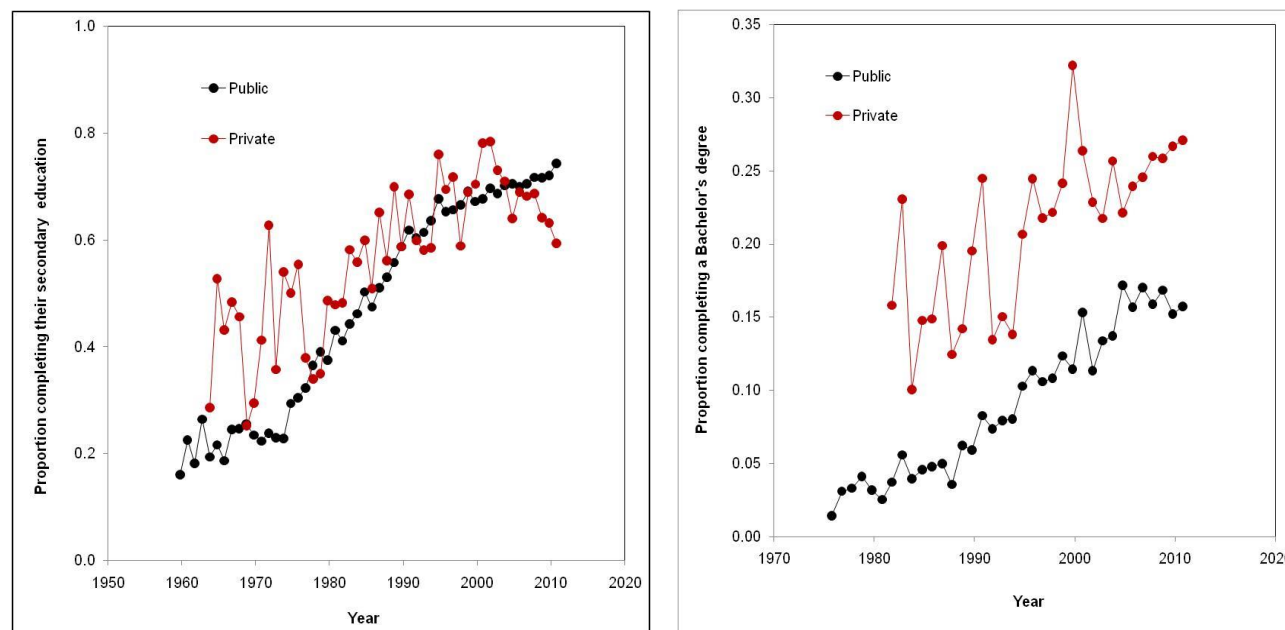 1.0
0.8
0.6
0.4
0.2
0.0
Proportion completing their secondary education
Public
Private
1950 1960 1970 1980 1990 2000 2010 2020
Year
0.35
0.30
0.25
0.20
0.15
0.10
0.05
0.00
Proportion completing a Bachelor's degree
Public
Private
1970 1980 1990 2000 2010 2020
Year